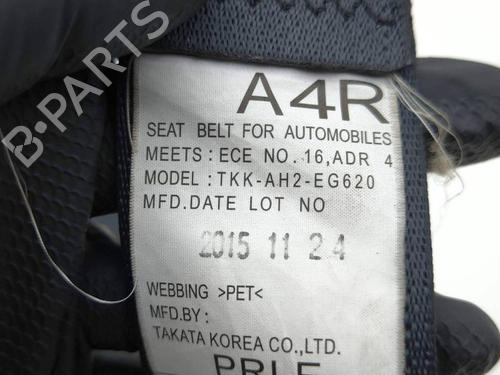 A4R
SEAT BELT FOR AUTOMOBILES
MEETS:ECE NO.16,ADR 4
MODEL:TKK-AH2-EG620
MFD.DATE LOT NO
2015 11 24
WEBBING >PET<
MFD.BY:
TAKATA KOREA CO.,LTD.
B-PARTS